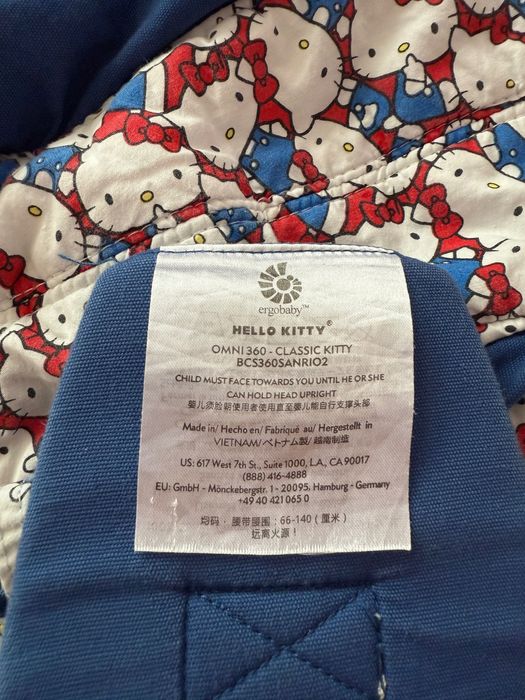 ergobaby™
HELLO KITTY®
OMNI 360 - CLASSIC KITTY
BCS360SANRIO2
CHILD MUST FACE TOWARDS YOU UNTIL HE OR SHE
CAN HOLD HEAD UPRIGHT
婴儿须脸朝使用者使用直至婴儿能自行支撑头部
Made in/ Hecho en/ Fabriqué au/ Hergestellt in
VIETNAM/ベトナム製/越南制造
US: 617 West 7th St., Suite 1000, L.A., CA 90017
(888) 416-4888
EU: GmbH - Mönckebergstr. 1 - 20095, Hamburg - Germany
+49 40 421 065 0
均码 · 腰带腰围：66-140（厘米）
远离火源！